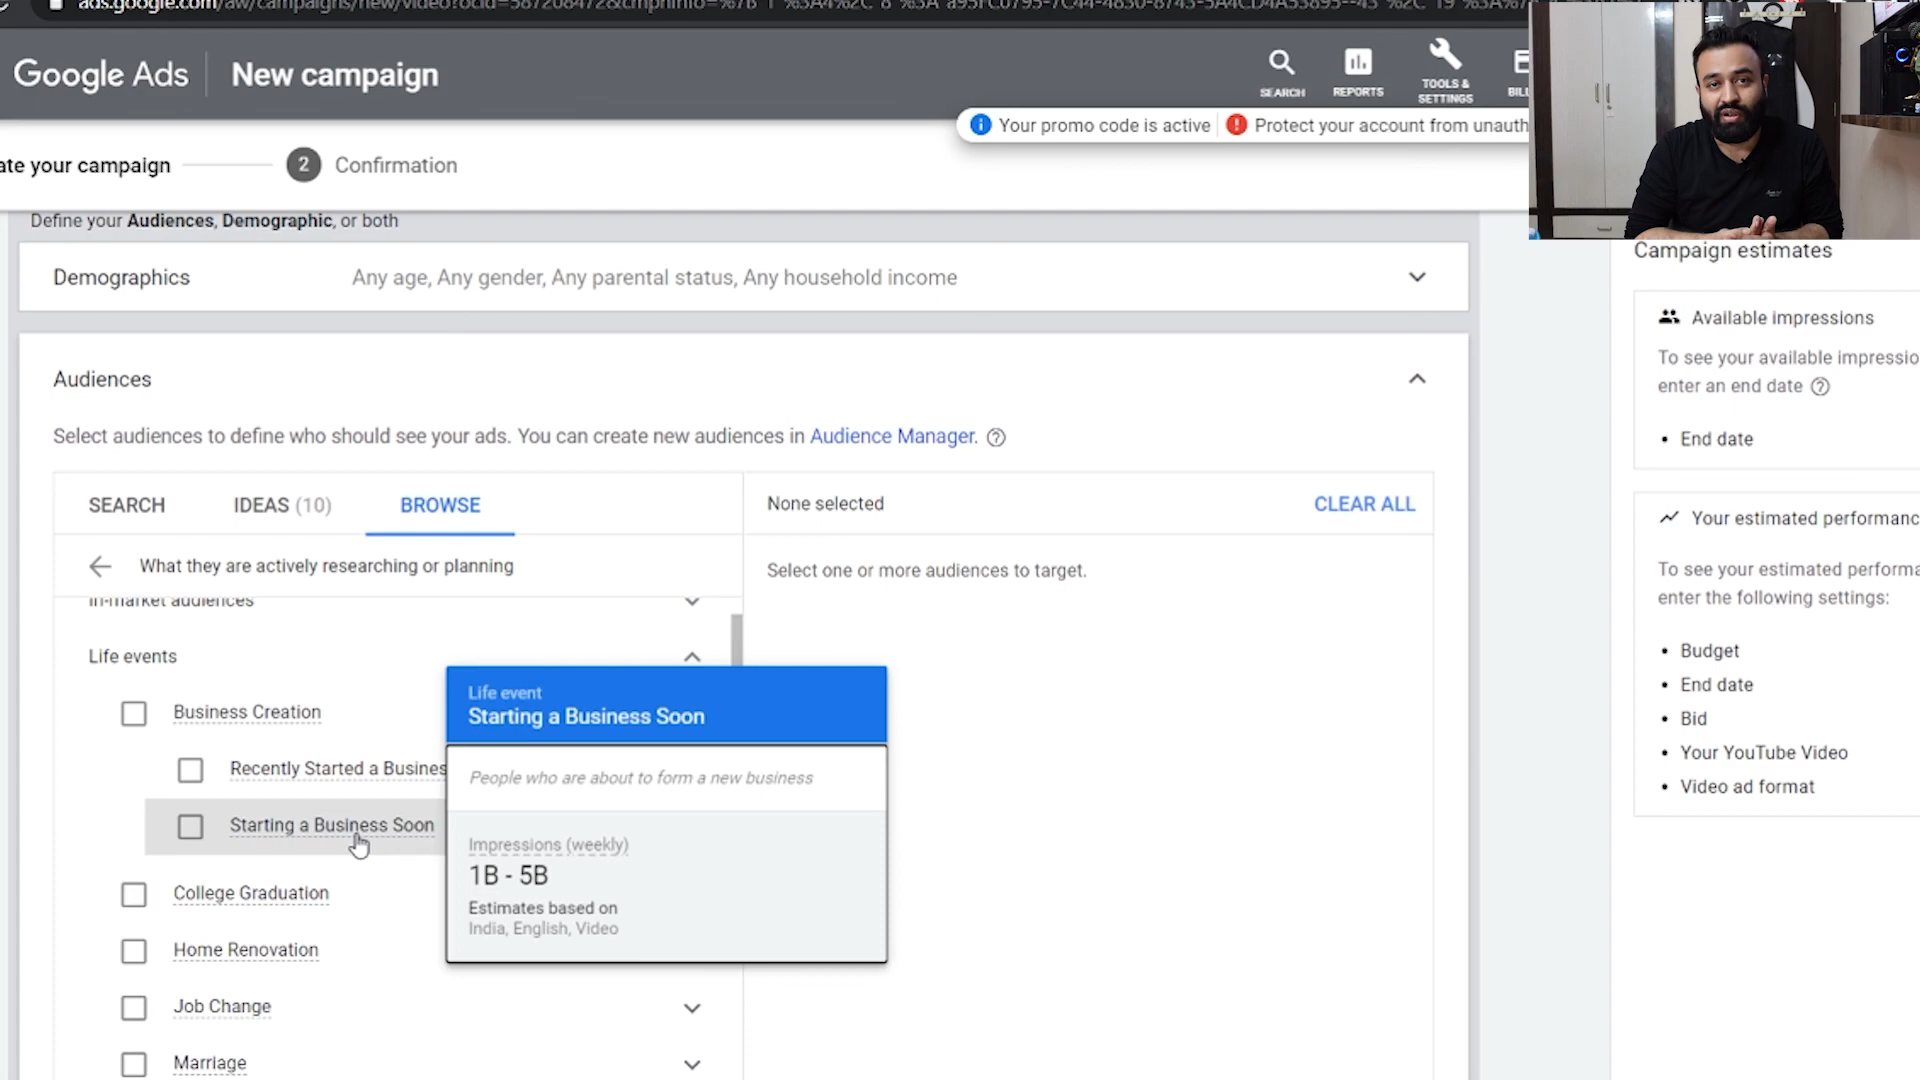 Google Ads
New campaign
SEARCH
REPORTS
TOOLS &
SETTINGS
Your promo code is active
Protect your account from
ate your campaign
2
Confirmation
Define your Audiences, Demographic, or both
Demographics
Any age, Any gender, Any parental status, Any household income
Audiences
Select audiences to define who should see your ads. You can create new audiences in Audience Manager.
SEARCH
IDEAS (10)
BROWSE
What they are actively researching or planning
In-market audiences
Life events
Business Creation
Recently Started a Busines
Starting a Business Soon
College Graduation
Home Renovation
Job Change
Marriage
Life event
Starting a Business Soon
People who are about to form a new business
Impressions (weekly)
1B - 5B
Estimates based on
India, English, Video
None selected
CLEAR ALL
Select one or more audiences to target.
Campaign estimates
Available impressions
To see your available impressio
enter an end date
• End date
Your estimated performanc
To see your estimated performa
enter the following settings:
• Budget
• End date
• Bid
• Your YouTube Video
• Video ad format